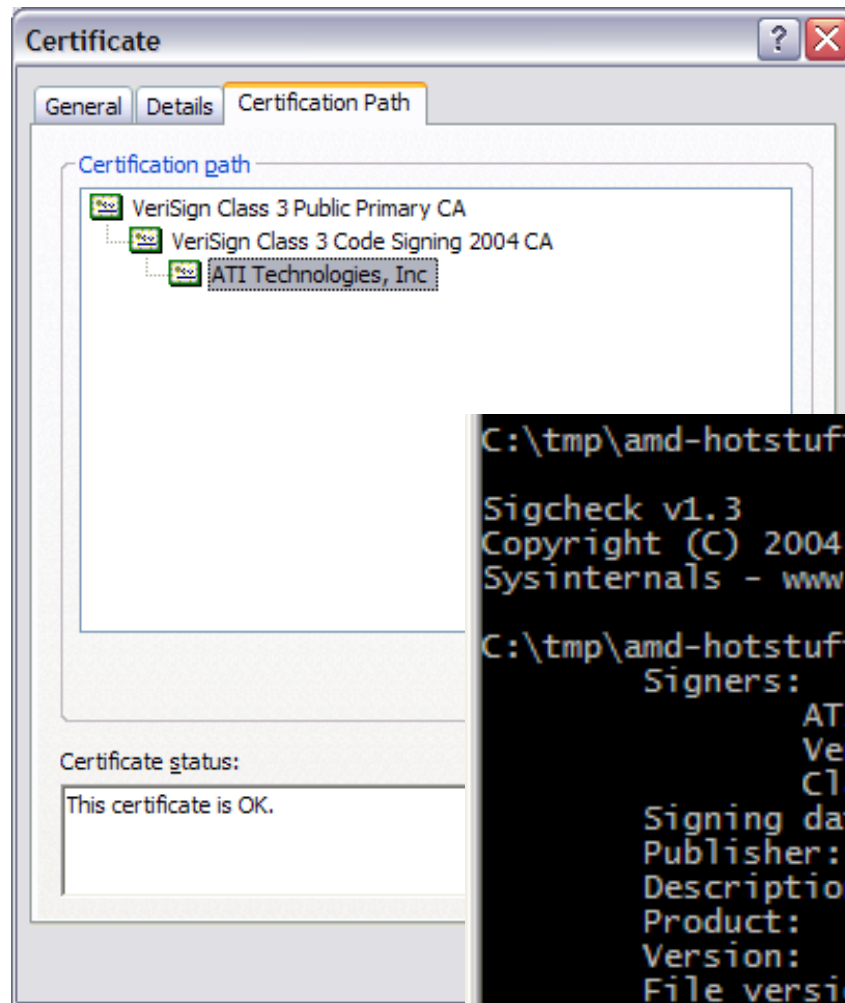 Certificate
General Details Certification Path
Certification path
VeriSign Class 3 Public Primary CA
VeriSign Class 3 Code Signing 2004 CA
ATI Technologies, Inc
Certificate status:
This certificate is OK.
C:\tmp\amd-hotstuf
Sigcheck v1.3
Copyright (C) 2004
Sysinternals - www
C:\tmp\amd-hotstuf
Signers:
AT
Ve
Cl
Signing da
Publisher:
Descriptio
Product:
Version:
File versi